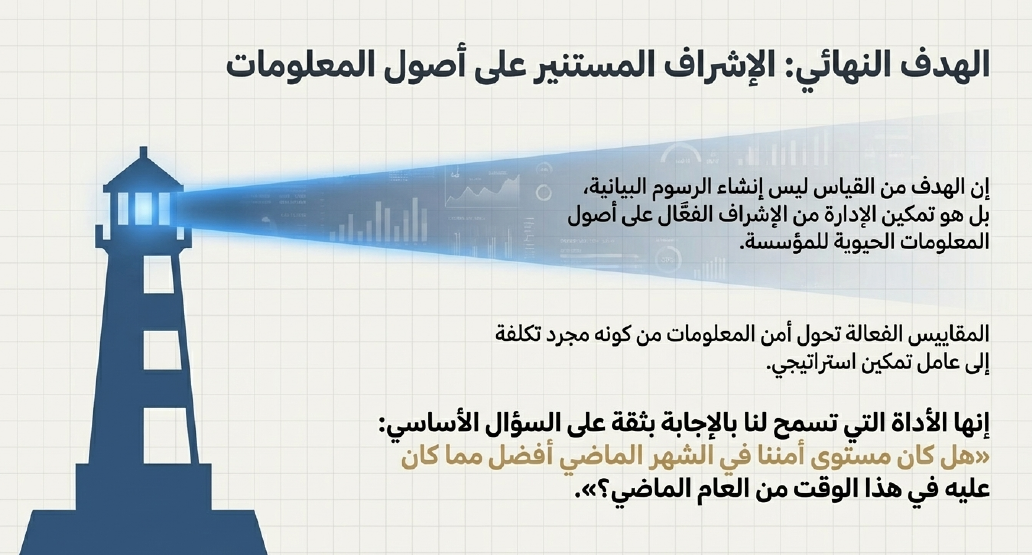 الهدف النهائي: الإشراف المستنير على أصول المعلومات
إن الهدف من القياس ليس إنشاء الرسوم البيانية،
بل هو تمكين الإدارة من الإشراف الفعَّال على أصول
المعلومات الحيوية للمؤسسة.
المقاييس الفعالة تحول أمن المعلومات من كونه مجرد تكلفة
إلى عامل تمكين استراتيجي.
إنها الأداة التي تسمح لنا بالإجابة بثقة على السؤال الأساسي:
«هل كان مستوى أمننا في الشهر الماضي أفضل مما كان
عليه في هذا الوقت من العام الماضي؟».